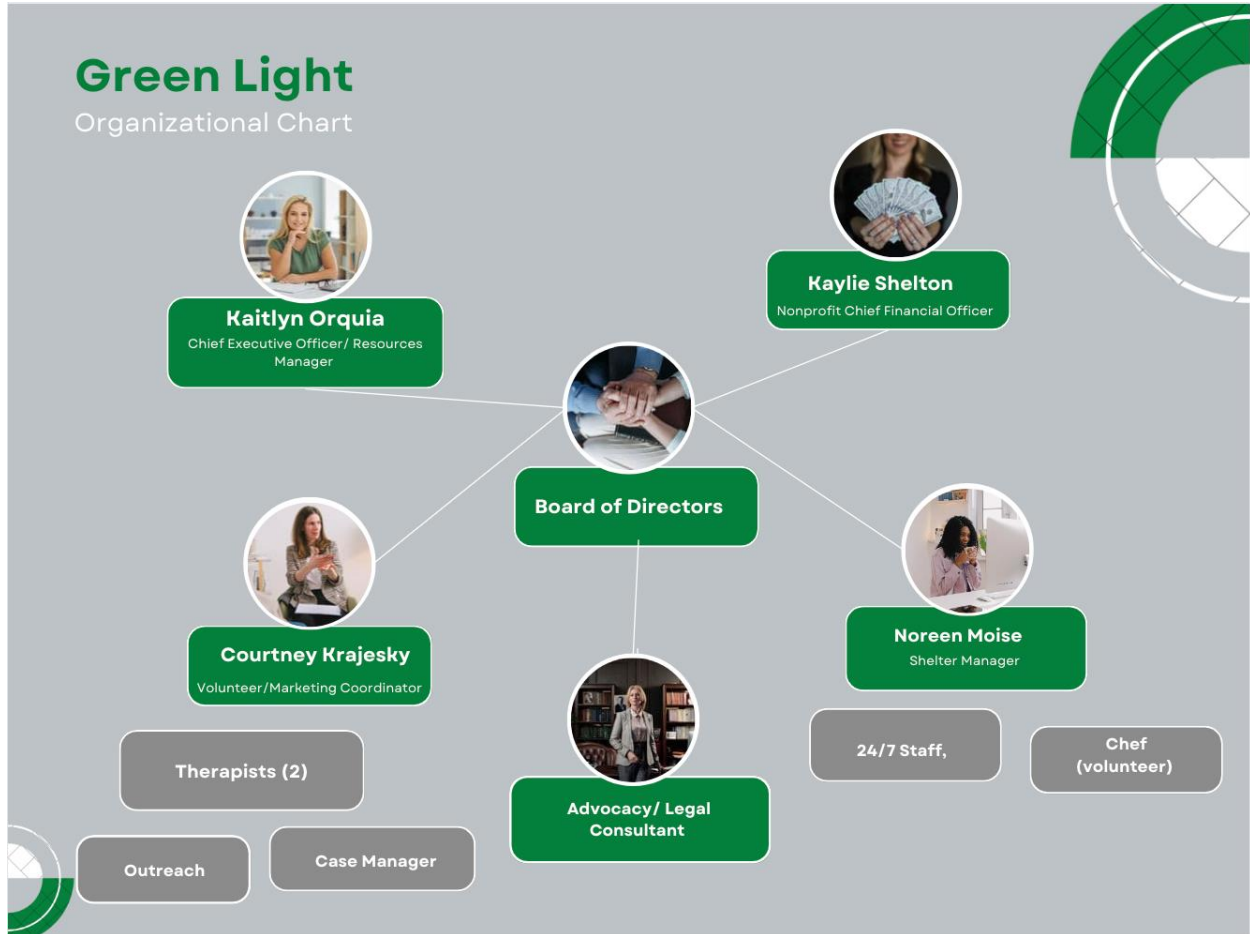 Green Light
Organizational Chart
Kaitlyn Orquia
Chief Executive Officer/ Resources
Manager
Kaylie Shelton
Nonprofit Chief Financial Officer
Board of Directors
Courtney Krajesky
Volunteer/Marketing Coordinator
Noreen Moise
Shelter Manager
Therapists (2)
Outreach
Case Manager
Advocacy/ Legal
Consultant
24/7 Staff,
Chef
(volunteer)